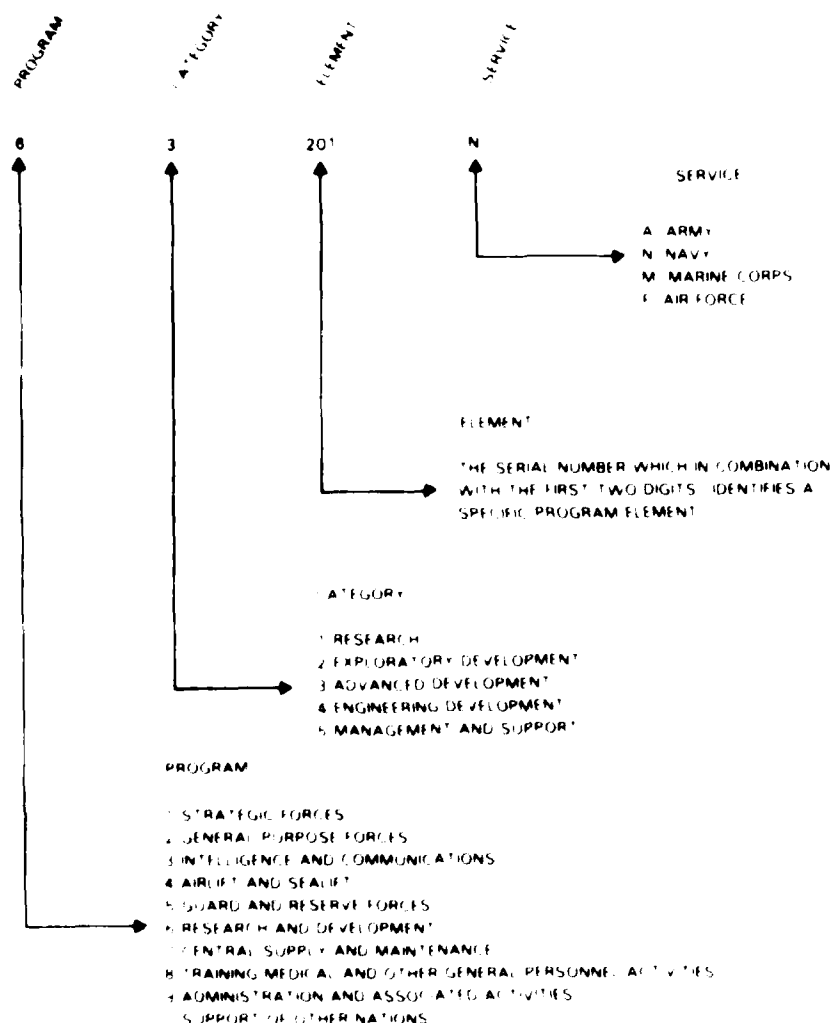 PROGRAM CATEGORY ELEMENT SERVICE
6 3 201 N
SERVICE
A ARMY
N NAVY
M MARINE CORPS
F AIR FORCE
ELEMENT
THE SERIAL NUMBER WHICH IN COMBINATION
WITH THE FIRST TWO DIGITS IDENTIFIES A
SPECIFIC PROGRAM ELEMENT
CATEGORY
1 RESEARCH
2 EXPLORATORY DEVELOPMENT
3 ADVANCED DEVELOPMENT
4 ENGINEERING DEVELOPMENT
5 MANAGEMENT AND SUPPORT
PROGRAM
1 STRATEGIC FORCES
2 GENERAL PURPOSE FORCES
3 INTELLIGENCE AND COMMUNICATIONS
4 AIRLIFT AND SEALIFT
5 GUARD AND RESERVE FORCES
6 RESEARCH AND DEVELOPMENT
7 CENTRAL SUPPLY AND MAINTENANCE
8 TRAINING MEDICAL AND OTHER GENERAL PERSONNEL ACTIVITIES
9 ADMINISTRATION AND ASSOCIATED ACTIVITIES
SUPPORT OF OTHER NATIONS